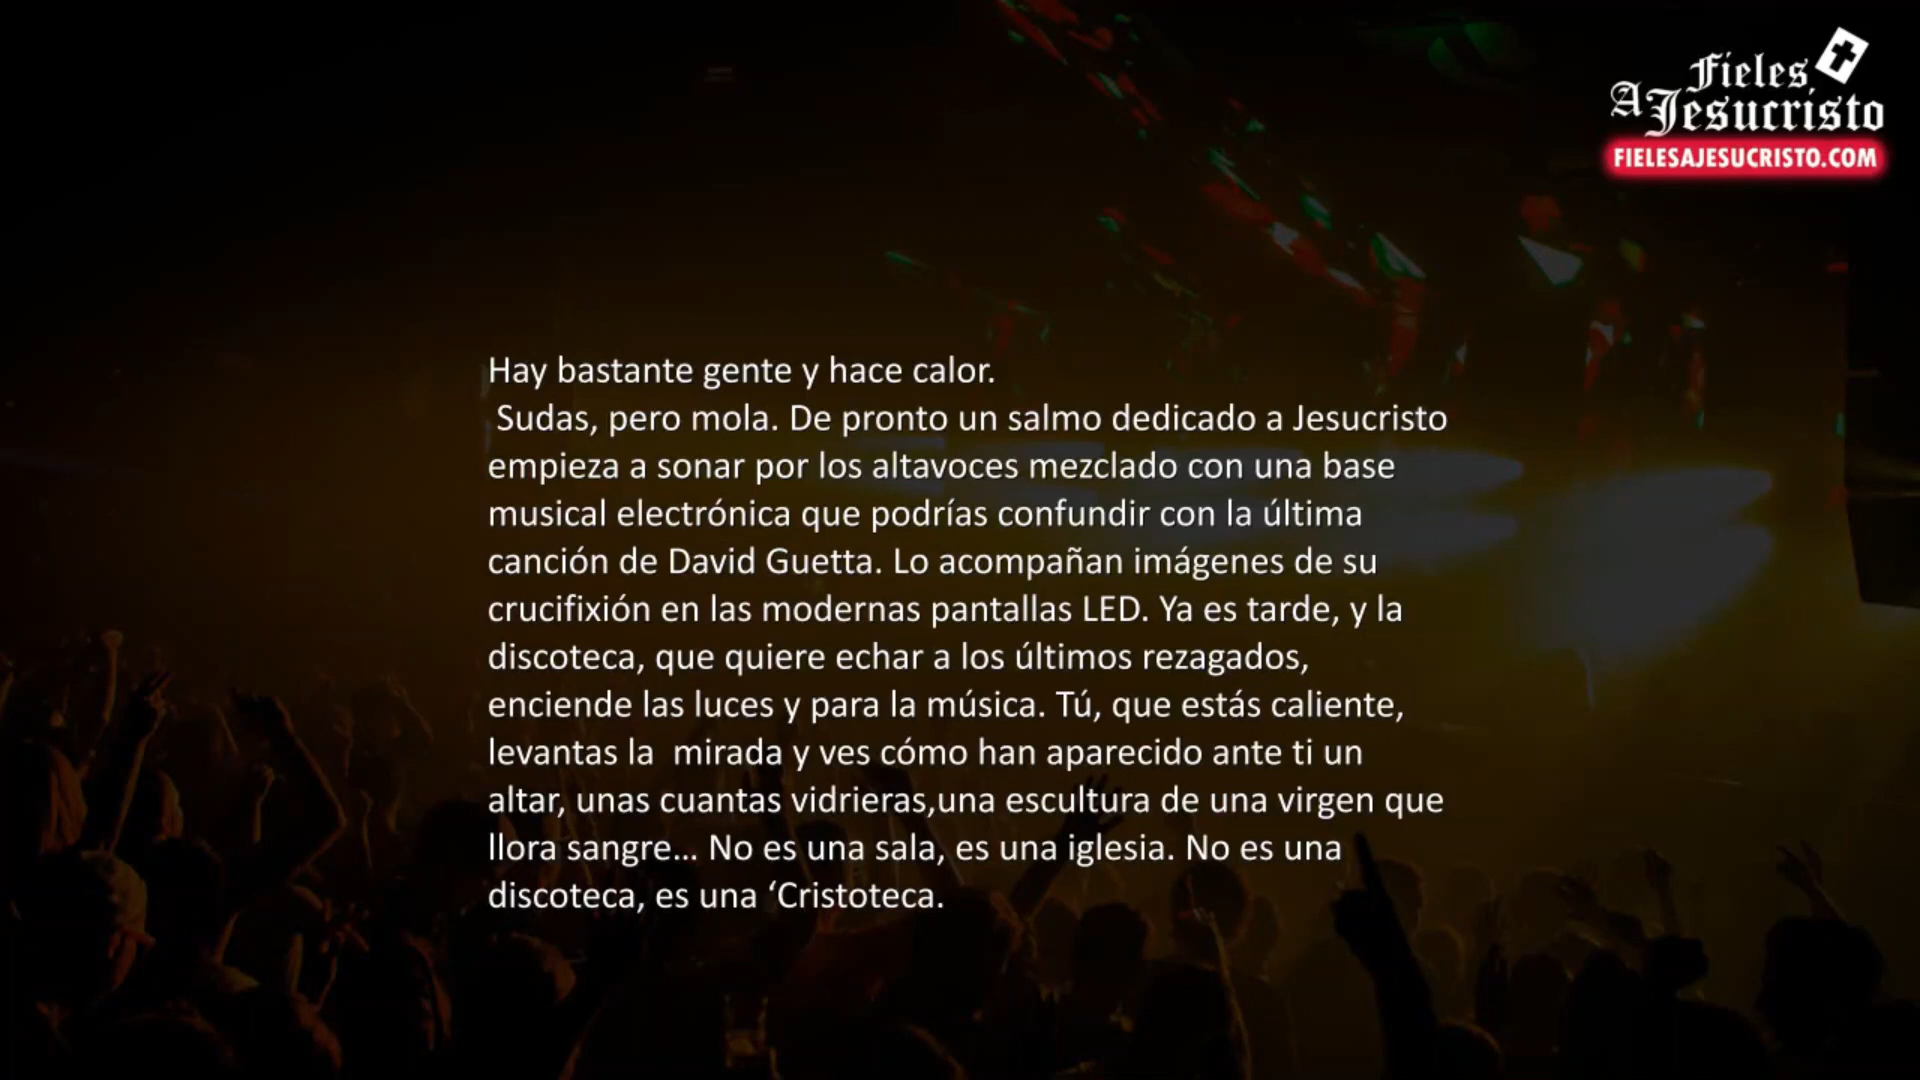 Fieles
A Jesucristo
FIELESAJESUCRISTO.COM
Hay bastante gente y hace calor.
Sudas, pero mola. De pronto un salmo dedicado a Jesucristo
empieza a sonar por los altavoces mezclado con una base
musical electrónica que podrías confundir con la última
canción de David Guetta. Lo acompañan imágenes de su
crucifixión en las modernas pantallas LED. Ya es tarde, y la
discoteca, que quiere echar a los últimos rezagados,
enciende las luces y para la música. Tú, que estás caliente,
levantas la  mirada y ves cómo han aparecido ante ti un
altar, unas cuantas vidrieras,una escultura de una virgen que
llora sangre… No es una sala, es una iglesia. No es una
discoteca, es una ‘Cristoteca.